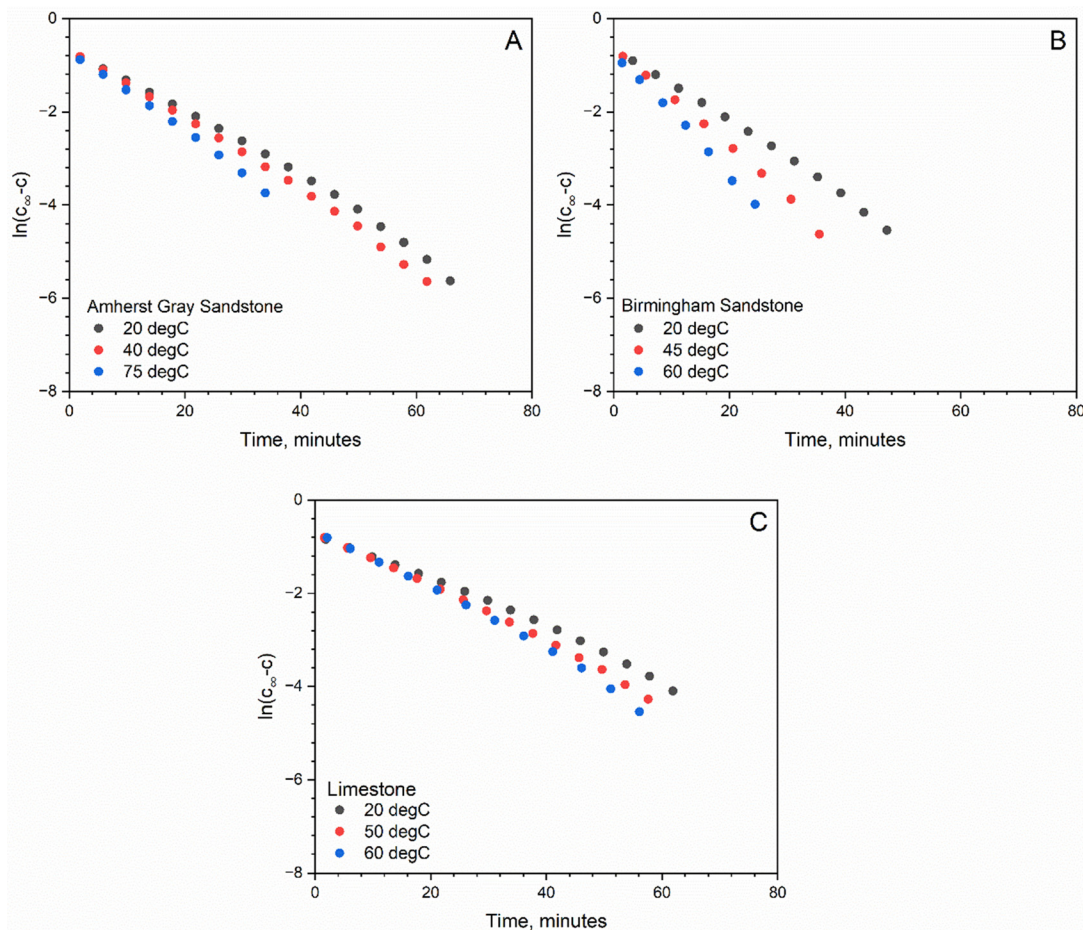 A
0
−2
−4
−6
−8
ln(c∞-c)
Amherst Gray Sandstone
20 degC
40 degC
75 degC
0 20 40 60 80
Time, minutes
B
0
−2
−4
−6
−8
ln(c∞-c)
Birmingham Sandstone
20 degC
45 degC
60 degC
0 20 40 60 80
Time, minutes
C
0
−2
−4
−6
−8
ln(c∞-c)
Limestone
20 degC
50 degC
60 degC
0 20 40 60 80
Time, minutes